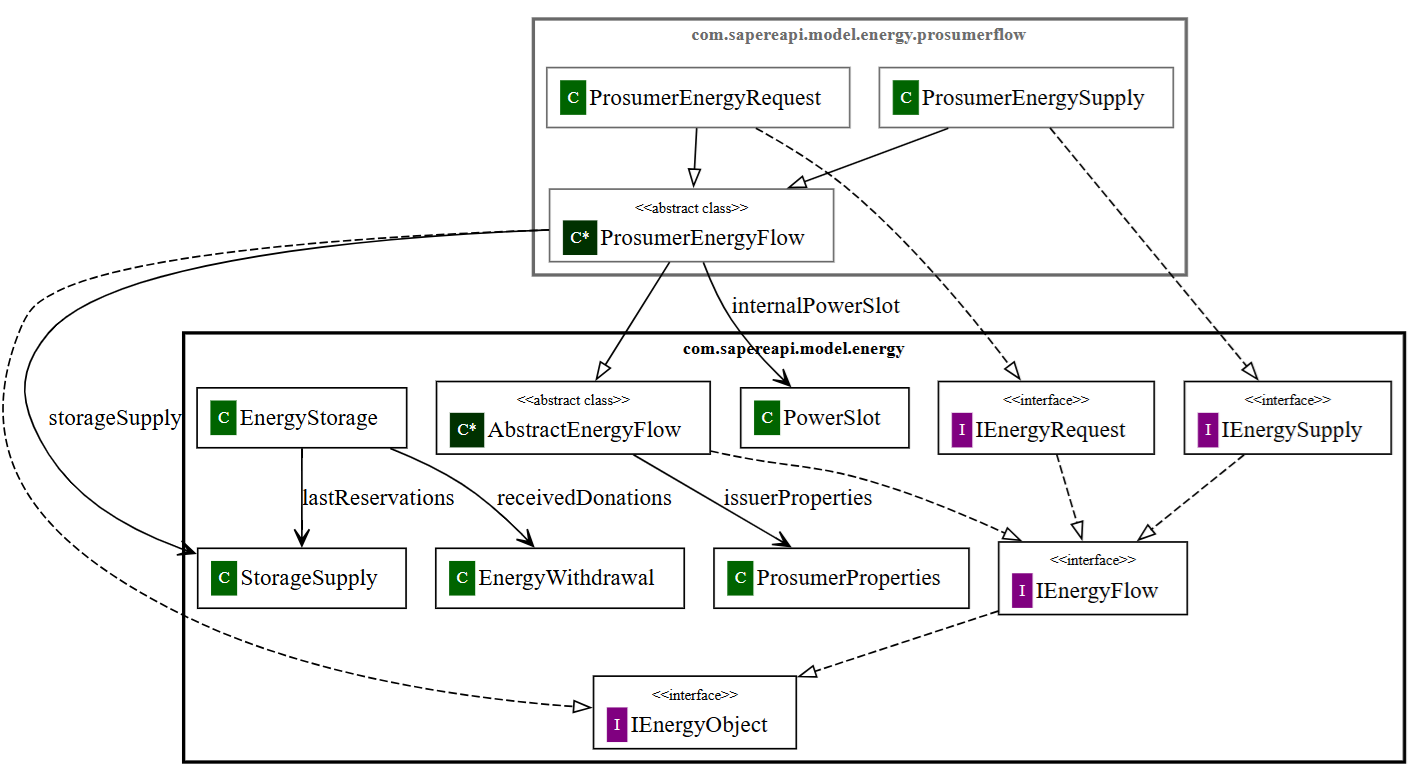 com.sapereapi.model.energy.prosumerflow
C ProsumerEnergyRequest
C ProsumerEnergySupply
<<abstract class>>
C* ProsumerEnergyFlow
internalPowerSlot
com.sapereapi.model.energy
storageSupply
C EnergyStorage
<<abstract class>>
C* AbstractEnergyFlow
C PowerSlot
<<interface>>
I IEnergyRequest
<<interface>>
I IEnergySupply
lastReservations
receivedDonations
issuerProperties
C StorageSupply
C EnergyWithdrawal
C ProsumerProperties
<<interface>>
I IEnergyFlow
<<interface>>
I IEnergyObject